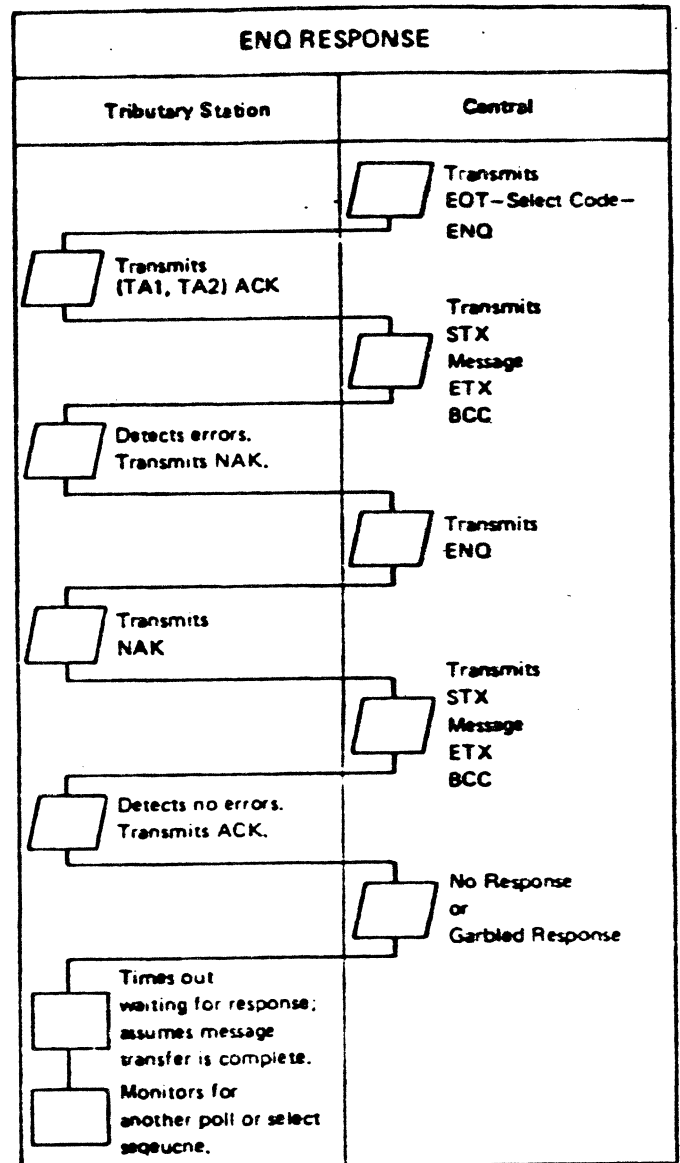 ENQ RESPONSE
Tributary Station
Central
Transmits
EOT-Select Code-
ENQ
Transmits
(TA1, TA2) ACK
Transmits
STX
Message
ETX
BCC
Detects errors.
Transmits NAK.
Transmits
ENQ
Transmits
NAK
Transmits
STX
Message
ETX
BCC
Detects no errors.
Transmits ACK.
No Response
or
Garbled Response
Times out
waiting for response;
assumes message
transfer is complete.
Monitors for
another poll or select
seqeucne.